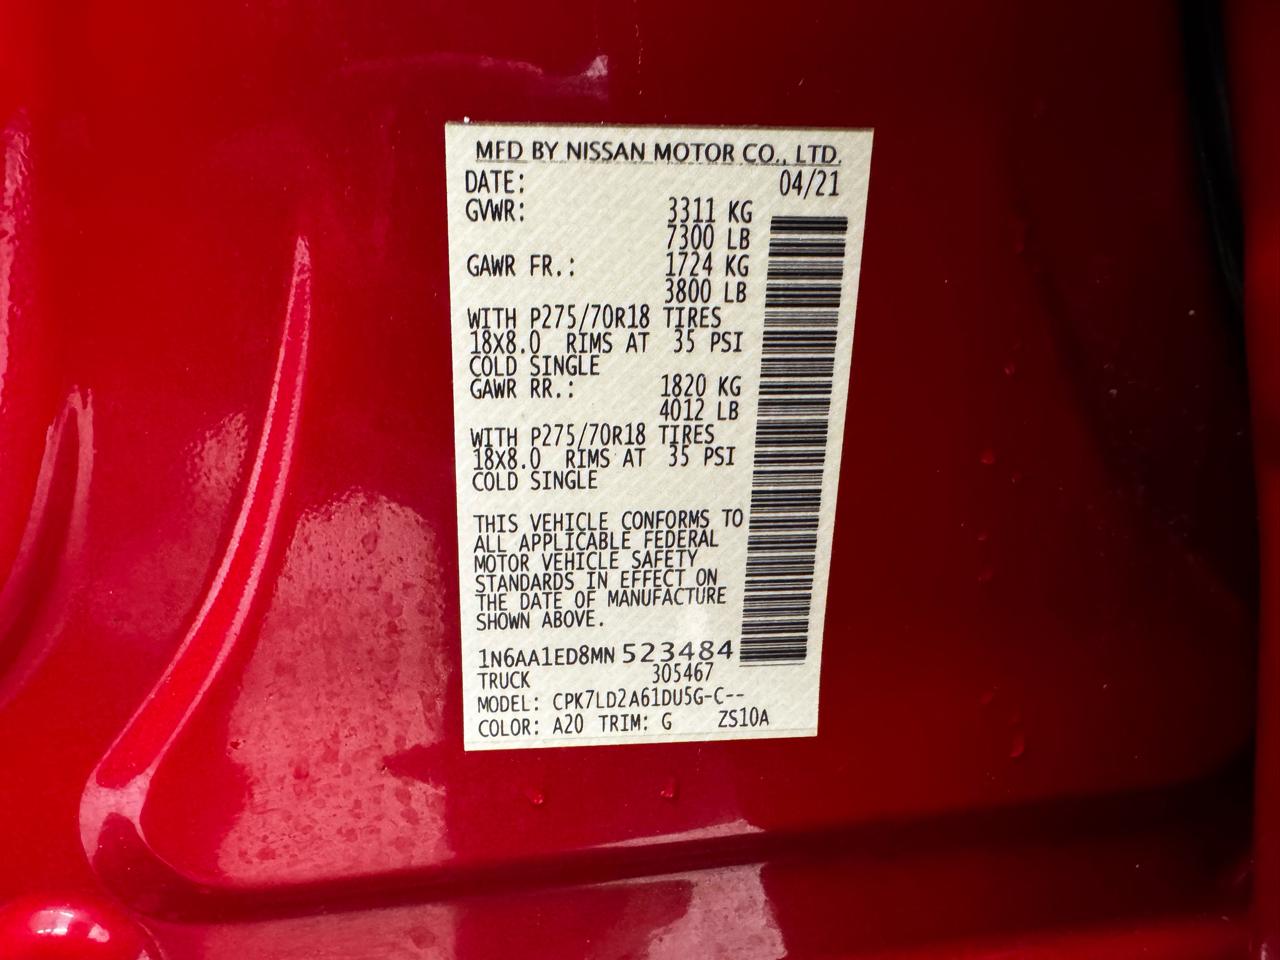 MFD BY NISSAN MOTOR CO., LTD.
DATE: 04/21
GVWR: 3311 KG
7300 LB
GAWR FR.: 1724 KG
3800 LB
WITH P275/70R18 TIRES
18X8.0 RIMS AT 35 PSI
COLD SINGLE
GAWR RR.: 1820 KG
4012 LB
WITH P275/70R18 TIRES
18X8.0 RIMS AT 35 PSI
COLD SINGLE
THIS VEHICLE CONFORMS TO
ALL APPLICABLE FEDERAL
MOTOR VEHICLE SAFETY
STANDARDS IN EFFECT ON
THE DATE OF MANUFACTURE
SHOWN ABOVE.
1N6AA1ED8MN523484
TRUCK 305467
MODEL: CPK7LD2A61DU5G-C--
COLOR: A20 TRIM: G ZS10A